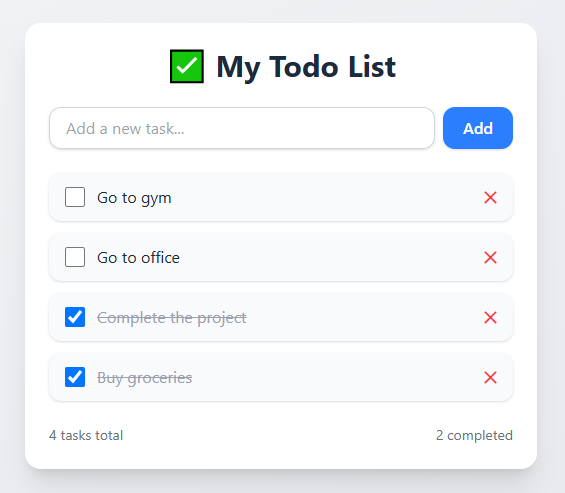 ✅ My Todo List
Add a new task...
Add
Go to gym
Go to office
Complete the project
Buy groceries
4 tasks total
2 completed